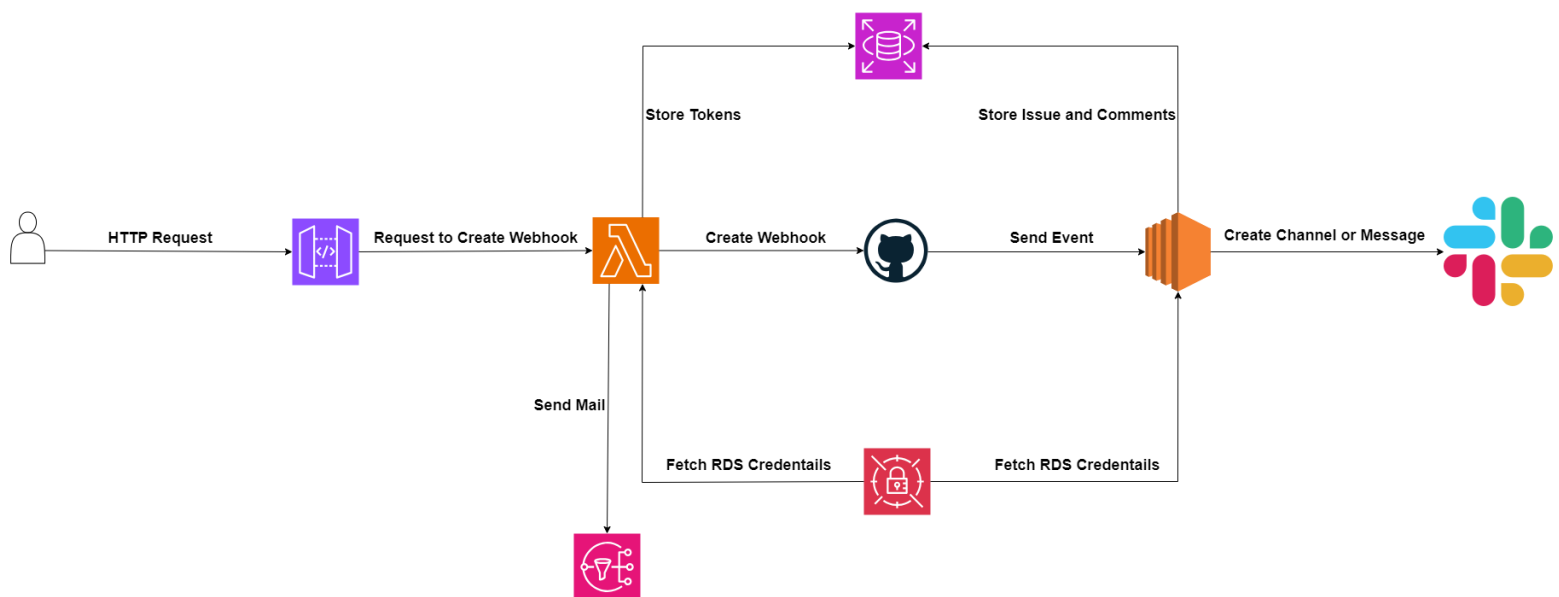 Store Tokens
Store Issue and Comments
HTTP Request
Request to Create Webhook
Create Webhook
Send Event
Create Channel or Message
Send Mail
Fetch RDS Credentails
Fetch RDS Credentails